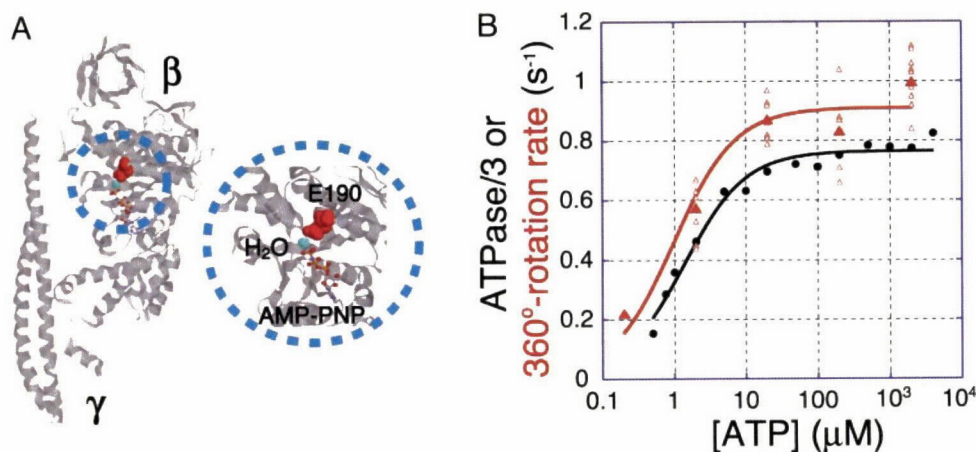 A
β
E190
H₂O
AMP-PNP
γ
B
ATPase/3 or
360°-rotation rate (s⁻¹)
1.2
1
0.8
0.6
0.4
0.2
0
0.1
1
10
100
10³
10⁴
[ATP] (μM)